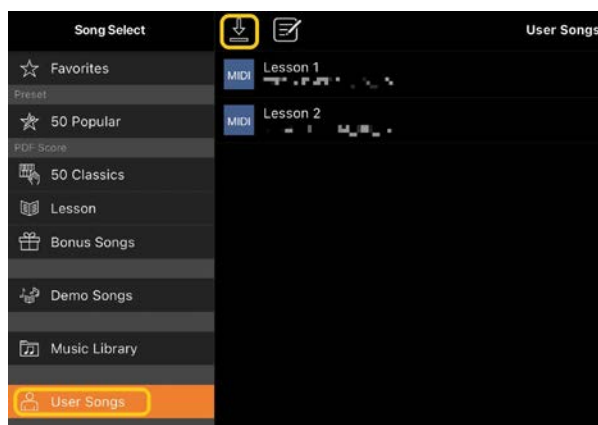 Song Select
Favorites
Preset
50 Popular
PDF Score
50 Classics
Lesson
Bonus Songs
Demo Songs
Music Library
User Songs
User Songs
MIDI
Lesson 1
MIDI
Lesson 2